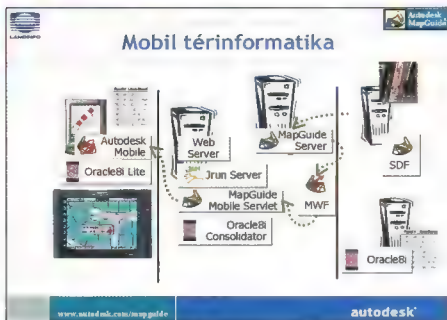 LANDINFO
Autodesk
MapGuide
Mobil térinformatika
Autodesk
Mobile
Oracle8i Lite
Web
Server
Jrun Server
MapGuide
Mobile Servlet
Oracle8i
Consolidator
MapGuide
Server
MWF
SDF
Oracle8i
www.autodesk.com/mapguide
autodesk